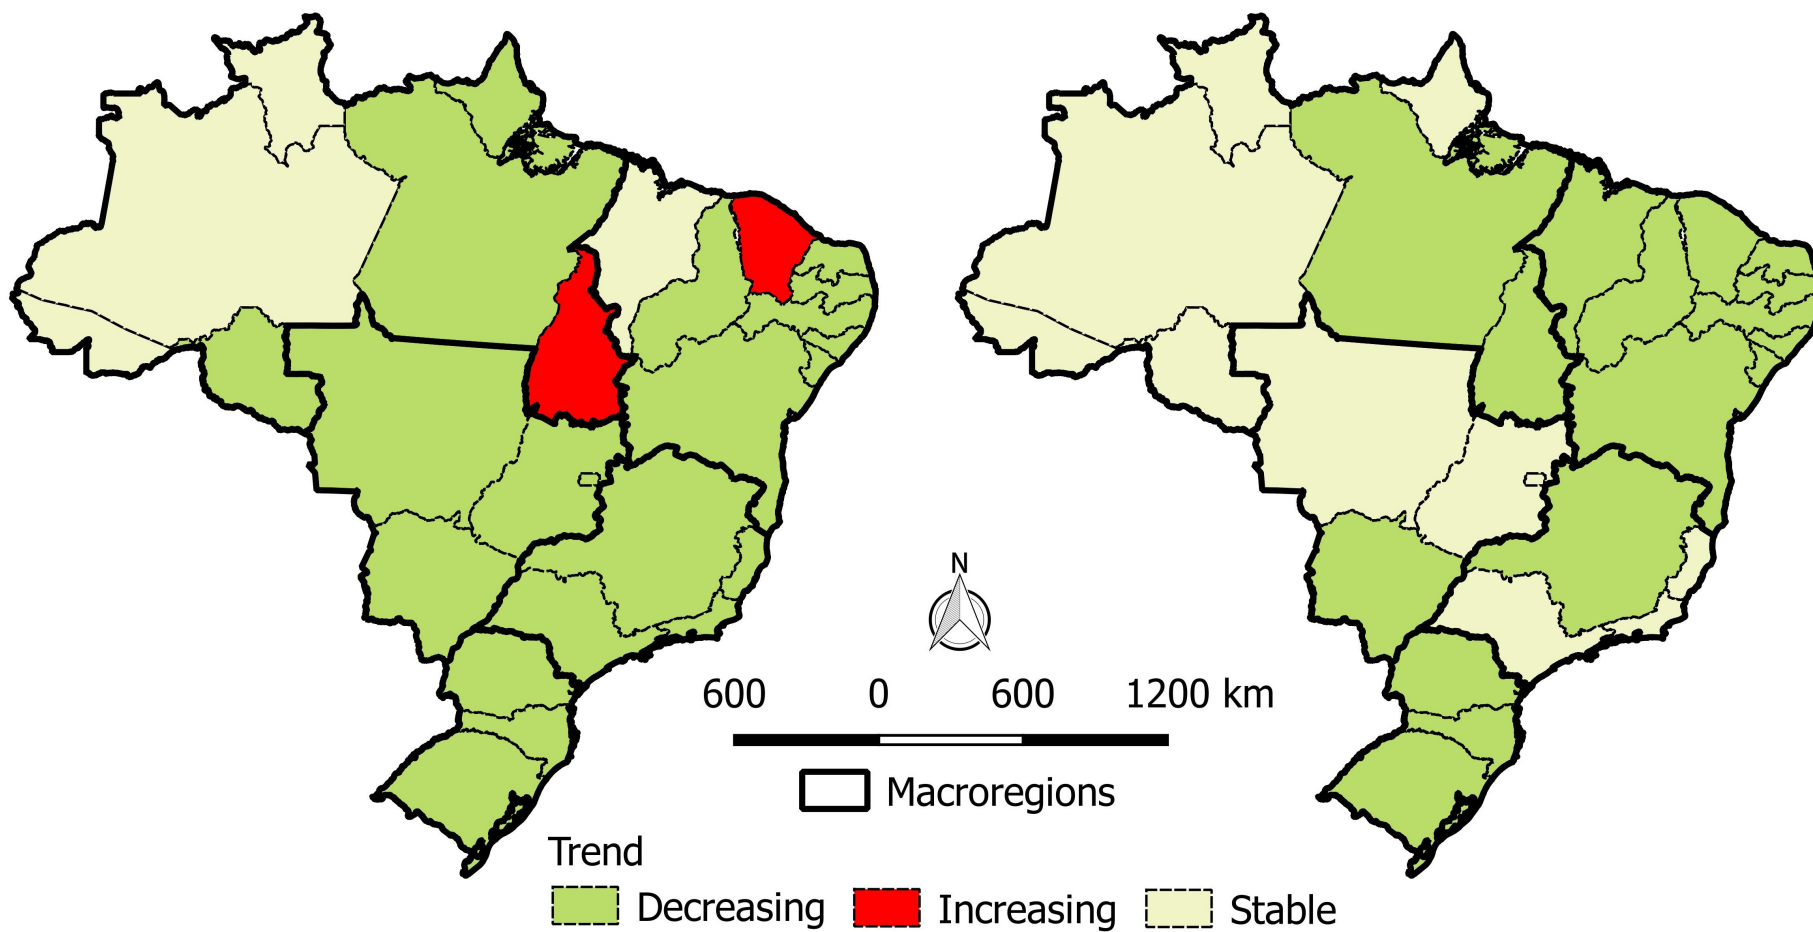 N
600 0 600 1200 km
Macroregions
Trend
Decreasing Increasing Stable